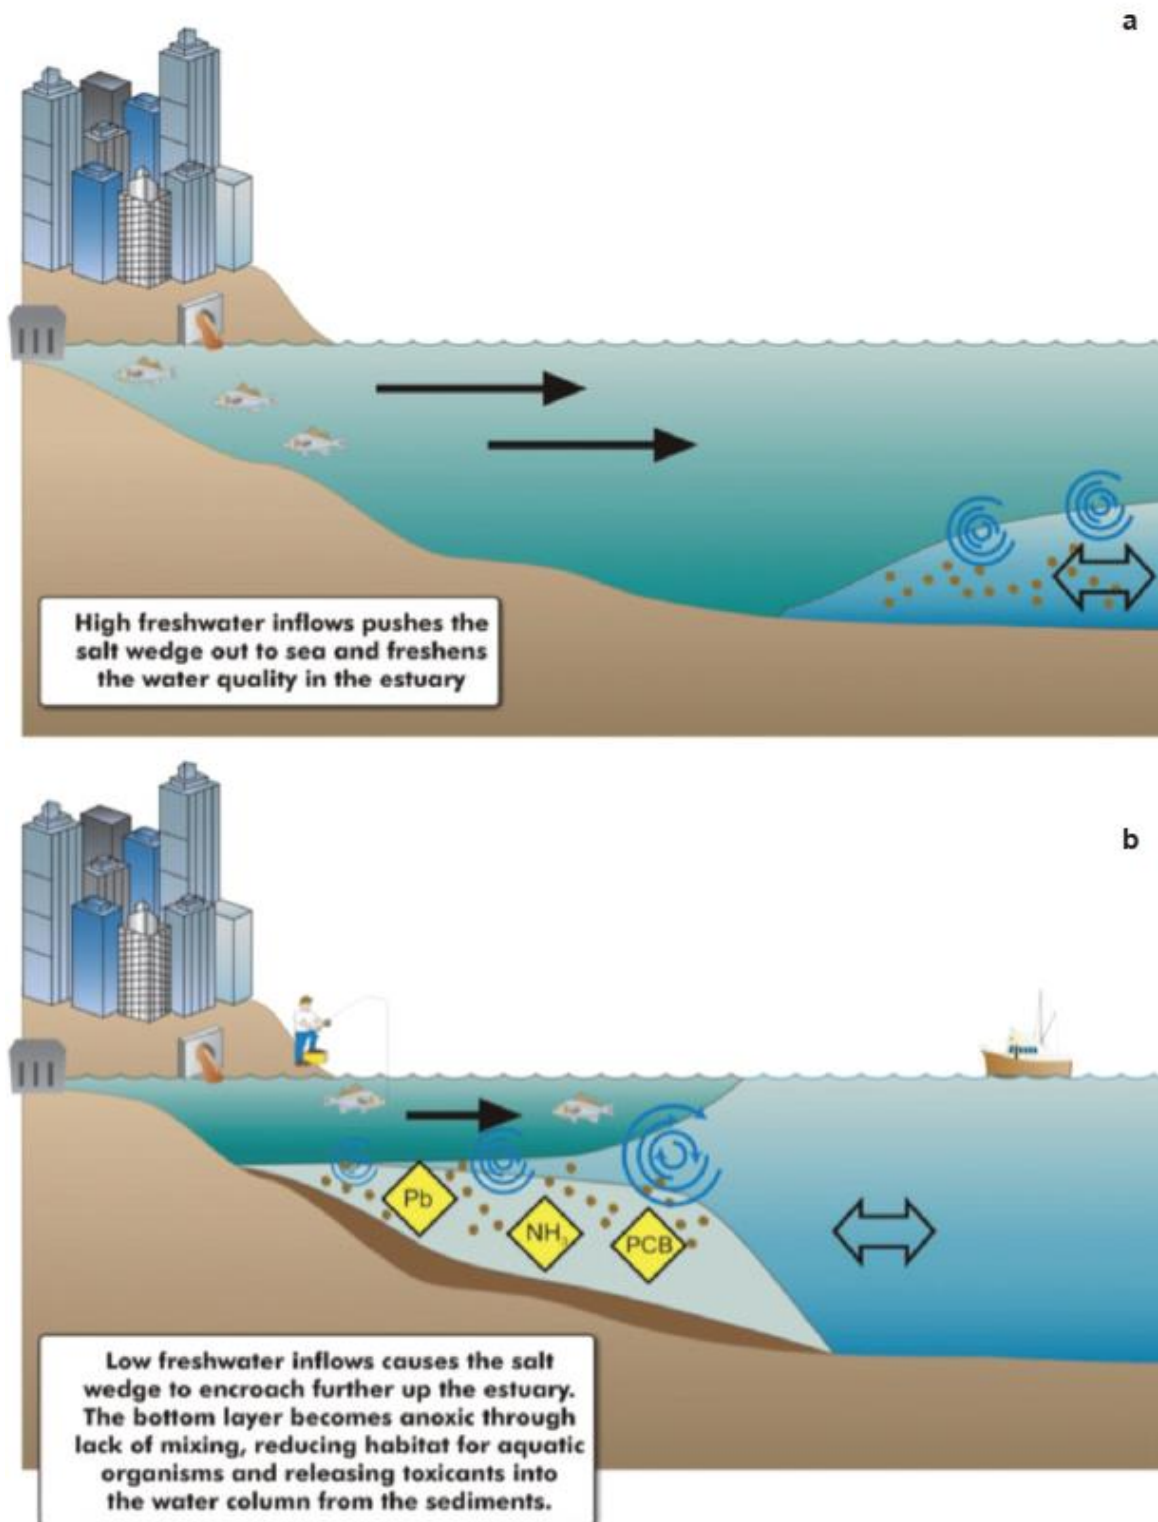 a
High freshwater inflows pushes the
salt wedge out to sea and freshens
the water quality in the estuary
b
Pb
NH3
PCB
Low freshwater inflows causes the salt
wedge to encroach further up the estuary.
The bottom layer becomes anoxic through
lack of mixing, reducing habitat for aquatic
organisms and releasing toxicants into
the water column from the sediments.